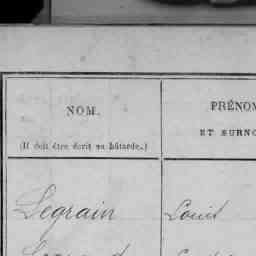 NOM.
PRÉNOM
ET SURNO
(Il doit être écrit en bâtarde.)
Legrain Louis